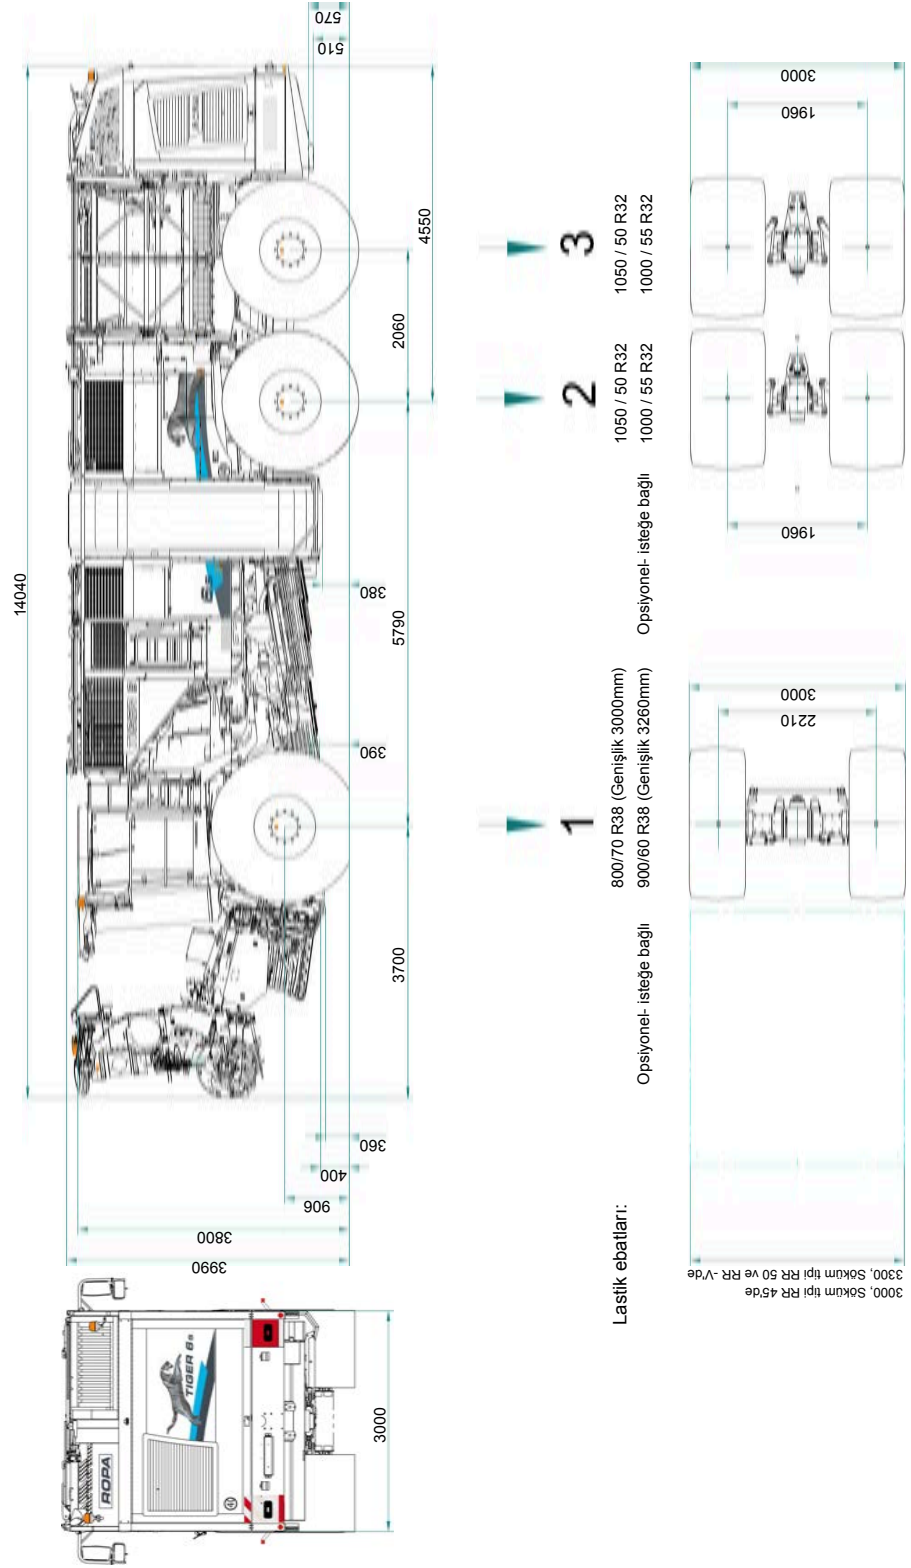 14040
570
510
4550
2060
5790
3700
380
390
360
400
906
3800
3990
ROPA
TIGER 6S
3000
1
2
3
Lastik ebatları:
800/70 R38 (Genişlik 3000mm)
1050 / 50 R32
1050 / 50 R32
Opsiyonel- isteğe bağlı
900/60 R38 (Genişlik 3260mm)
Opsiyonel- isteğe bağlı
1000 / 55 R32
1000 / 55 R32
3000
1960
1960
3000
2210
3000, Söküm tipi RR 45'de
3300, Söküm tipi RR 50 ve RR -V'de